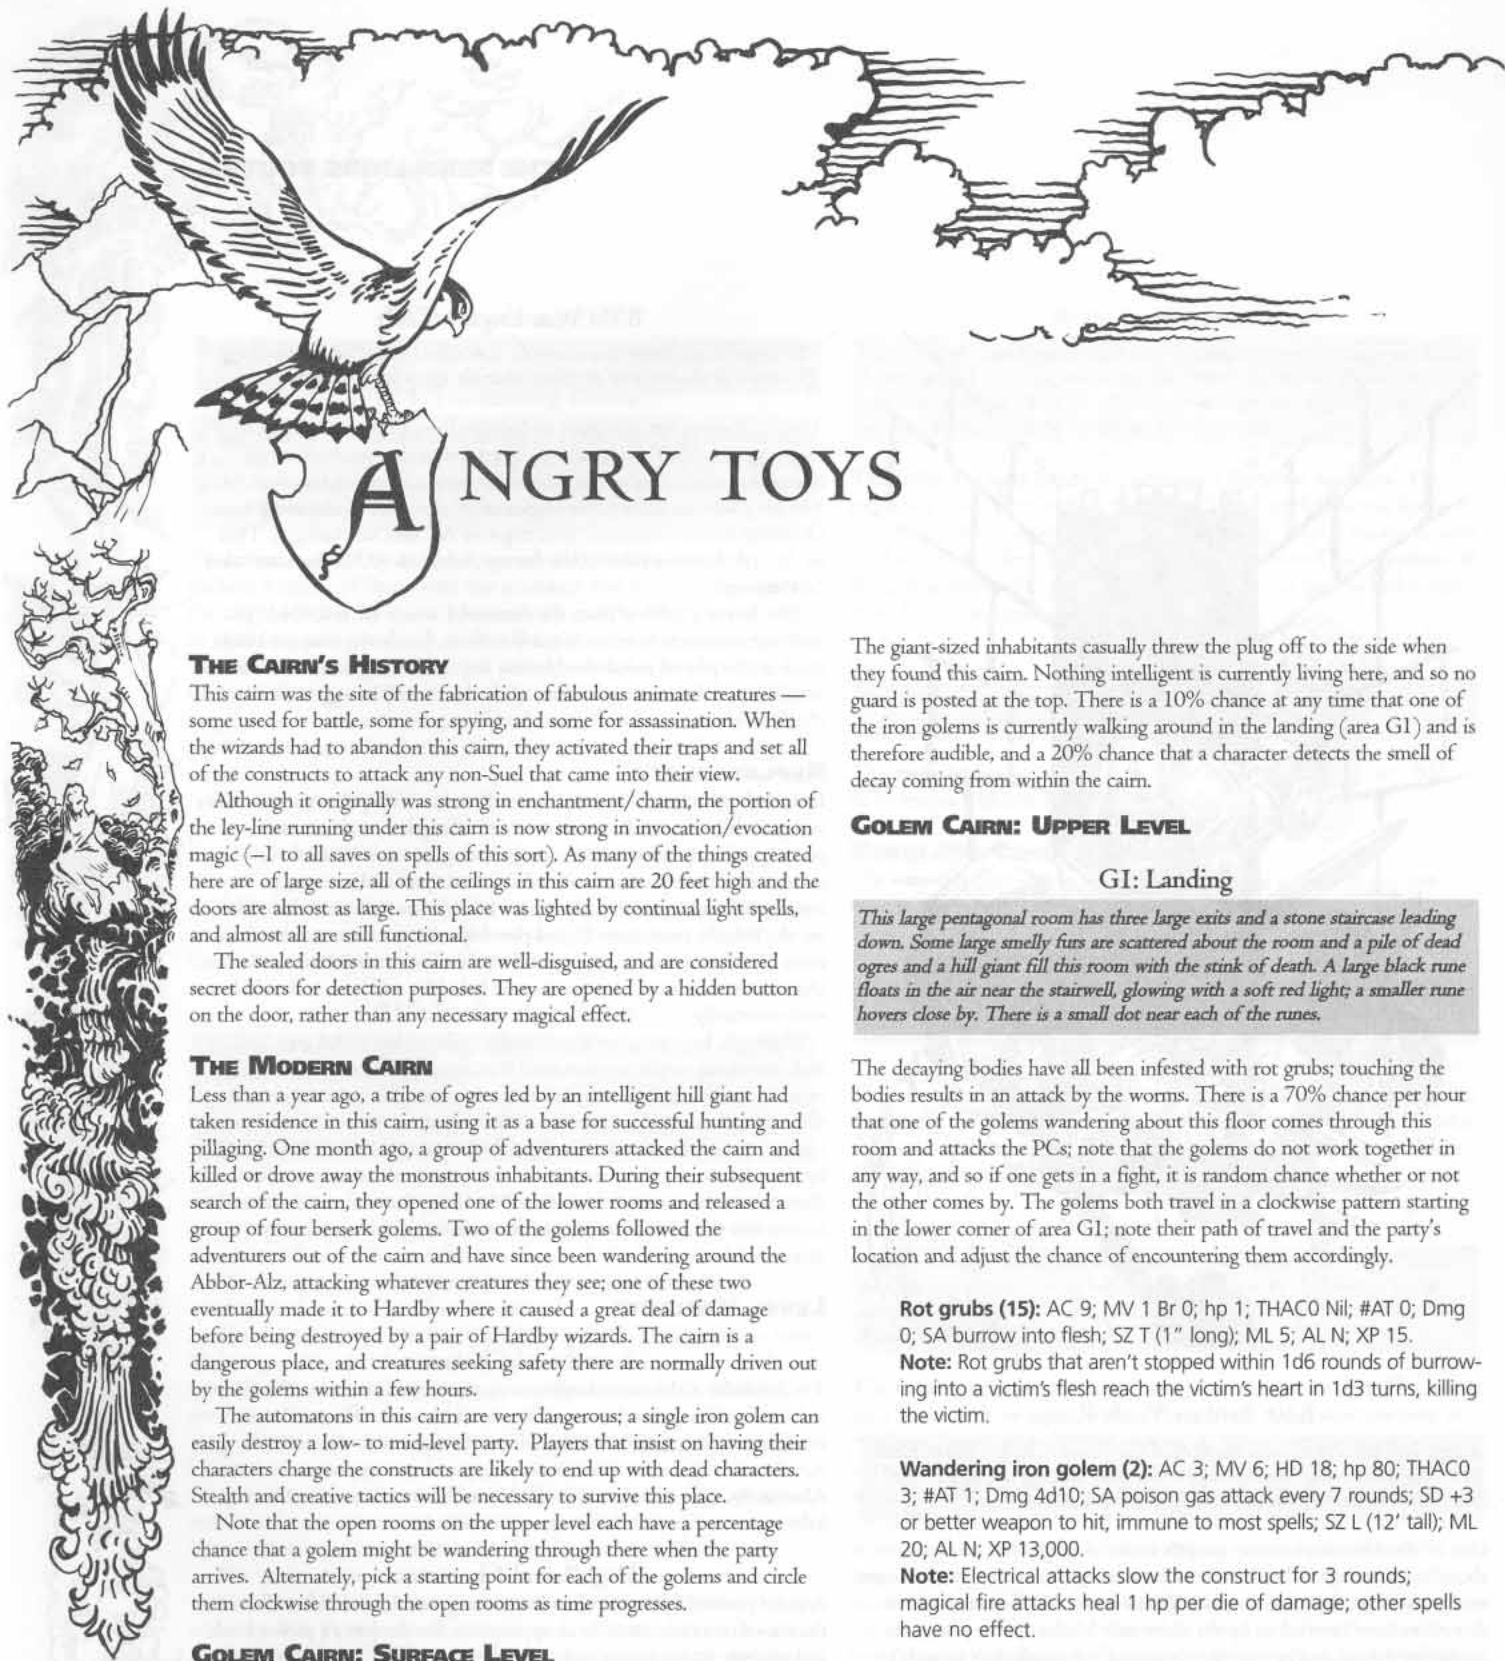 ANGRY TOYS
THE CAIRN'S HISTORY
This cairn was the site of the fabrication of fabulous animate creatures —
some used for battle, some for spying, and some for assassination. When
the wizards had to abandon this cairn, they activated their traps and set all
of the constructs to attack any non-Suel that came into their view.
Although it originally was strong in enchantment/charm, the portion of
the ley-line running under this cairn is now strong in invocation/evocation
magic (–1 to all saves on spells of this sort). As many of the things created
here are of large size, all of the ceilings in this cairn are 20 feet high and the
doors are almost as large. This place was lighted by continual light spells,
and almost all are still functional.
The sealed doors in this cairn are well-disguised, and are considered
secret doors for detection purposes. They are opened by a hidden button
on the door, rather than any necessary magical effect.
THE MODERN CAIRN
Less than a year ago, a tribe of ogres led by an intelligent hill giant had
taken residence in this cairn, using it as a base for successful hunting and
pillaging. One month ago, a group of adventurers attacked the cairn and
killed or drove away the monstrous inhabitants. During their subsequent
search of the cairn, they opened one of the lower rooms and released a
group of four berserk golems. Two of the golems followed the
adventurers out of the cairn and have since been wandering around the
Abbor-Alz, attacking whatever creatures they see; one of these two
eventually made it to Hardby where it caused a great deal of damage
before being destroyed by a pair of Hardby wizards. The cairn is a
dangerous place, and creatures seeking safety there are normally driven out
by the golems within a few hours.
The automatons in this cairn are very dangerous; a single iron golem can
easily destroy a low- to mid-level party. Players that insist on having their
characters charge the constructs are likely to end up with dead characters.
Stealth and creative tactics will be necessary to survive this place.
Note that the open rooms on the upper level each have a percentage
chance that a golem might be wandering through there when the party
arrives. Alternately, pick a starting point for each of the golems and circle
them clockwise through the open rooms as time progresses.
GOLEM CAIRN: SURFACE LEVEL
The giant-sized inhabitants casually threw the plug off to the side when
they found this cairn. Nothing intelligent is currently living here, and so no
guard is posted at the top. There is a 10% chance at any time that one of
the iron golems is currently walking around in the landing (area G1) and is
therefore audible, and a 20% chance that a character detects the smell of
decay coming from within the cairn.
GOLEM CAIRN: UPPER LEVEL
G1: Landing
This large pentagonal room has three large exits and a stone staircase leading
down. Some large smelly furs are scattered about the room and a pile of dead
ogres and a hill giant fill this room with the stink of death. A large black rune
floats in the air near the stairwell, glowing with a soft red light; a smaller rune
hovers close by. There is a small dot near each of the runes.
The decaying bodies have all been infested with rot grubs; touching the
bodies results in an attack by the worms. There is a 70% chance per hour
that one of the golems wandering about this floor comes through this
room and attacks the PCs; note that the golems do not work together in
any way, and so if one gets in a fight, it is random chance whether or not
the other comes by. The golems both travel in a clockwise pattern starting
in the lower corner of area G1; note their path of travel and the party's
location and adjust the chance of encountering them accordingly.
Rot grubs (15): AC 9; MV 1 Br 0; hp 1; THAC0 Nil; #AT 0; Dmg
0; SA burrow into flesh; SZ T (1" long); ML 5; AL N; XP 15.
Note: Rot grubs that aren't stopped within 1d6 rounds of burrow-
ing into a victim's flesh reach the victim's heart in 1d3 turns, killing
the victim.
Wandering iron golem (2): AC 3; MV 6; HD 18; hp 80; THAC0
3; #AT 1; Dmg 4d10; SA poison gas attack every 7 rounds; SD +3
or better weapon to hit, immune to most spells; SZ L (12' tall); ML
20; AL N; XP 13,000.
Note: Electrical attacks slow the construct for 3 rounds;
magical fire attacks heal 1 hp per die of damage; other spells
have no effect.